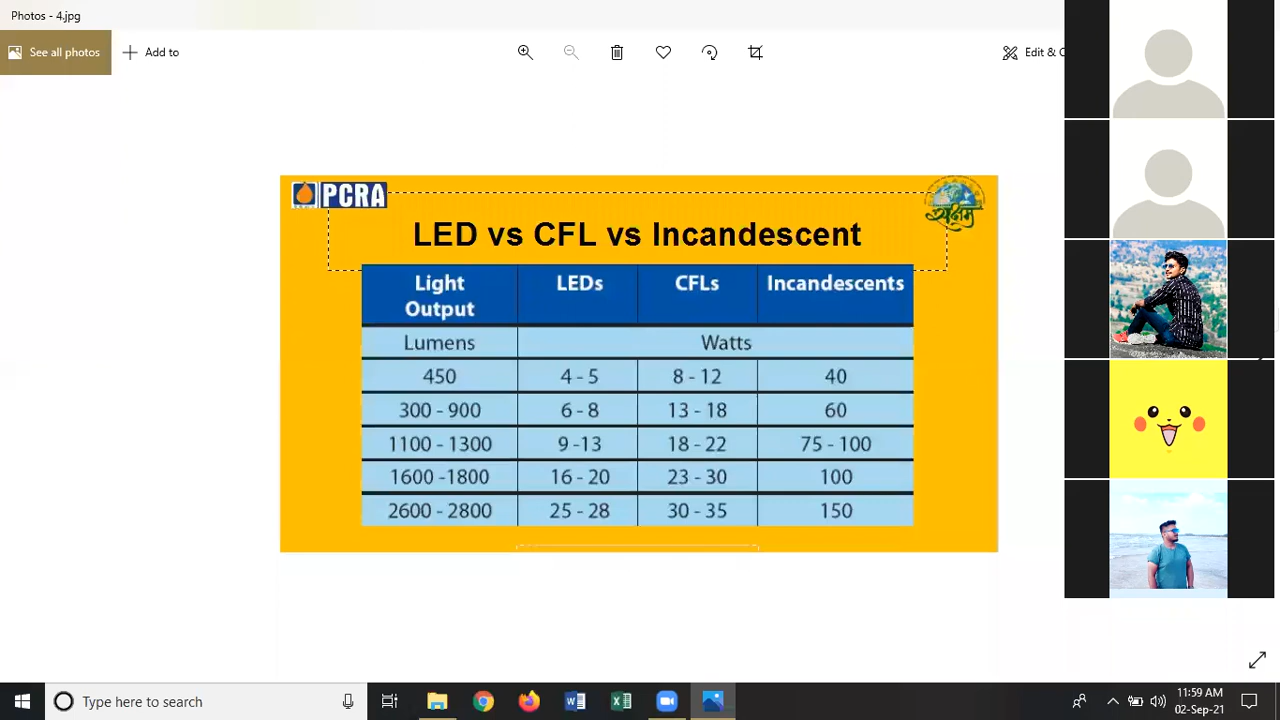 Photos - 4.jpg
See all photos
Add to
Edit & C
PCRA
सक्षम
LED vs CFL vs Incandescent
Light Output LEDs CFLs Incandescents
Lumens Watts
450 4 - 5 8 - 12 40
300 - 900 6 - 8 13 - 18 60
1100 - 1300 9 -13 18 - 22 75 - 100
1600 -1800 16 - 20 23 - 30 100
2600 - 2800 25 - 28 30 - 35 150
Type here to search
11:59 AM
02-Sep-21